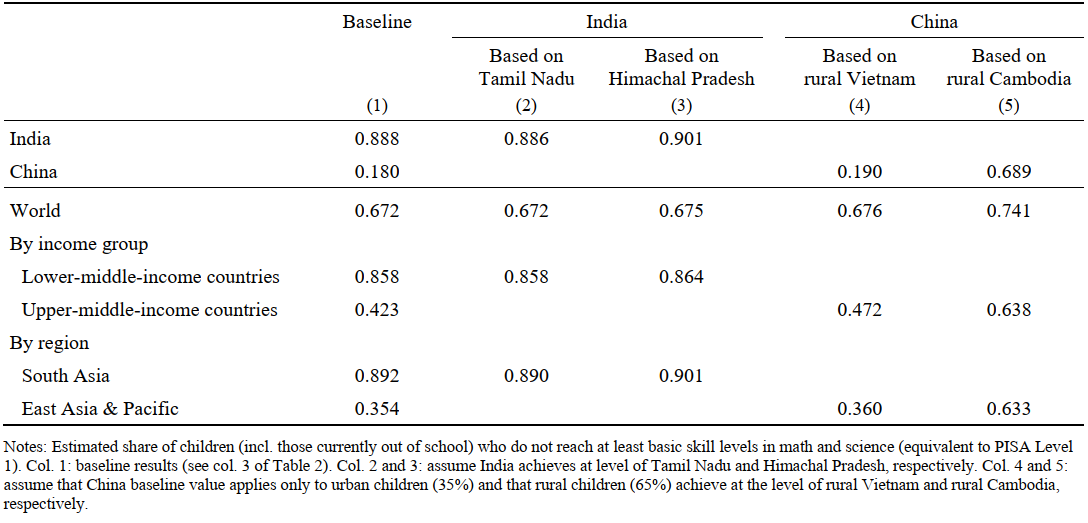 Baseline India China
Based on Tamil Nadu Based on Himachal Pradesh Based on rural Vietnam Based on rural Cambodia
(1) (2) (3) (4) (5)
India 0.888 0.886 0.901
China 0.180 0.190 0.689
World 0.672 0.672 0.675 0.676 0.741
By income group
Lower-middle-income countries 0.858 0.858 0.864
Upper-middle-income countries 0.423 0.472 0.638
By region
South Asia 0.892 0.890 0.901
East Asia & Pacific 0.354 0.360 0.633
Notes: Estimated share of children (incl. those currently out of school) who do not reach at least basic skill levels in math and science (equivalent to PISA Level
1). Col. 1: baseline results (see col. 3 of Table 2). Col. 2 and 3: assume India achieves at level of Tamil Nadu and Himachal Pradesh, respectively. Col. 4 and 5:
assume that China baseline value applies only to urban children (35%) and that rural children (65%) achieve at the level of rural Vietnam and rural Cambodia,
respectively.